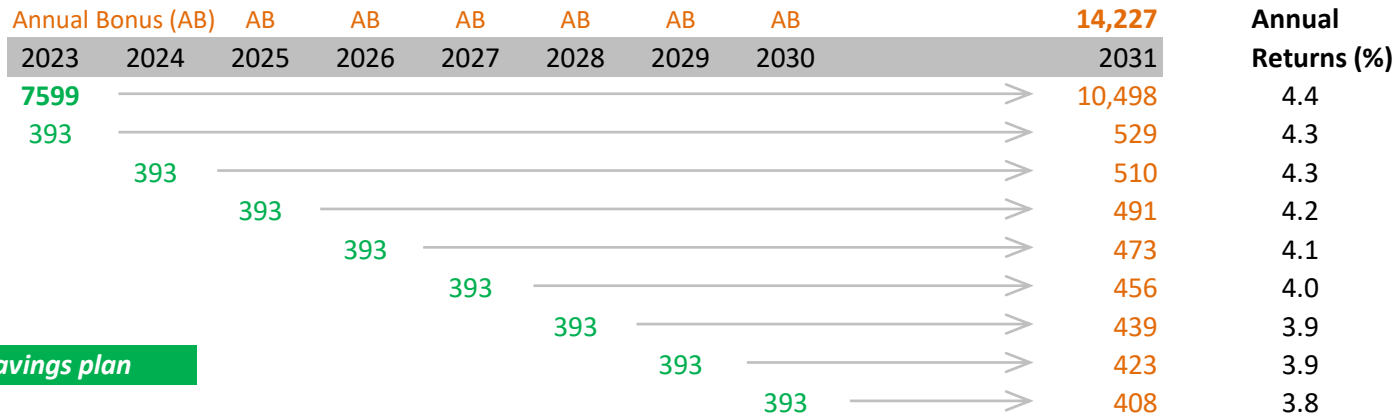 Annual Bonus (AB) AB AB AB AB AB AB 14,227 Annual
2023 2024 2025 2026 2027 2028 2029 2030 2031 Returns (%)
7599 10,498 4.4
393 529 4.3
393 510 4.3
393 491 4.2
393 473 4.1
393 456 4.0
393 439 3.9
avings plan 393 423 3.9
393 408 3.8